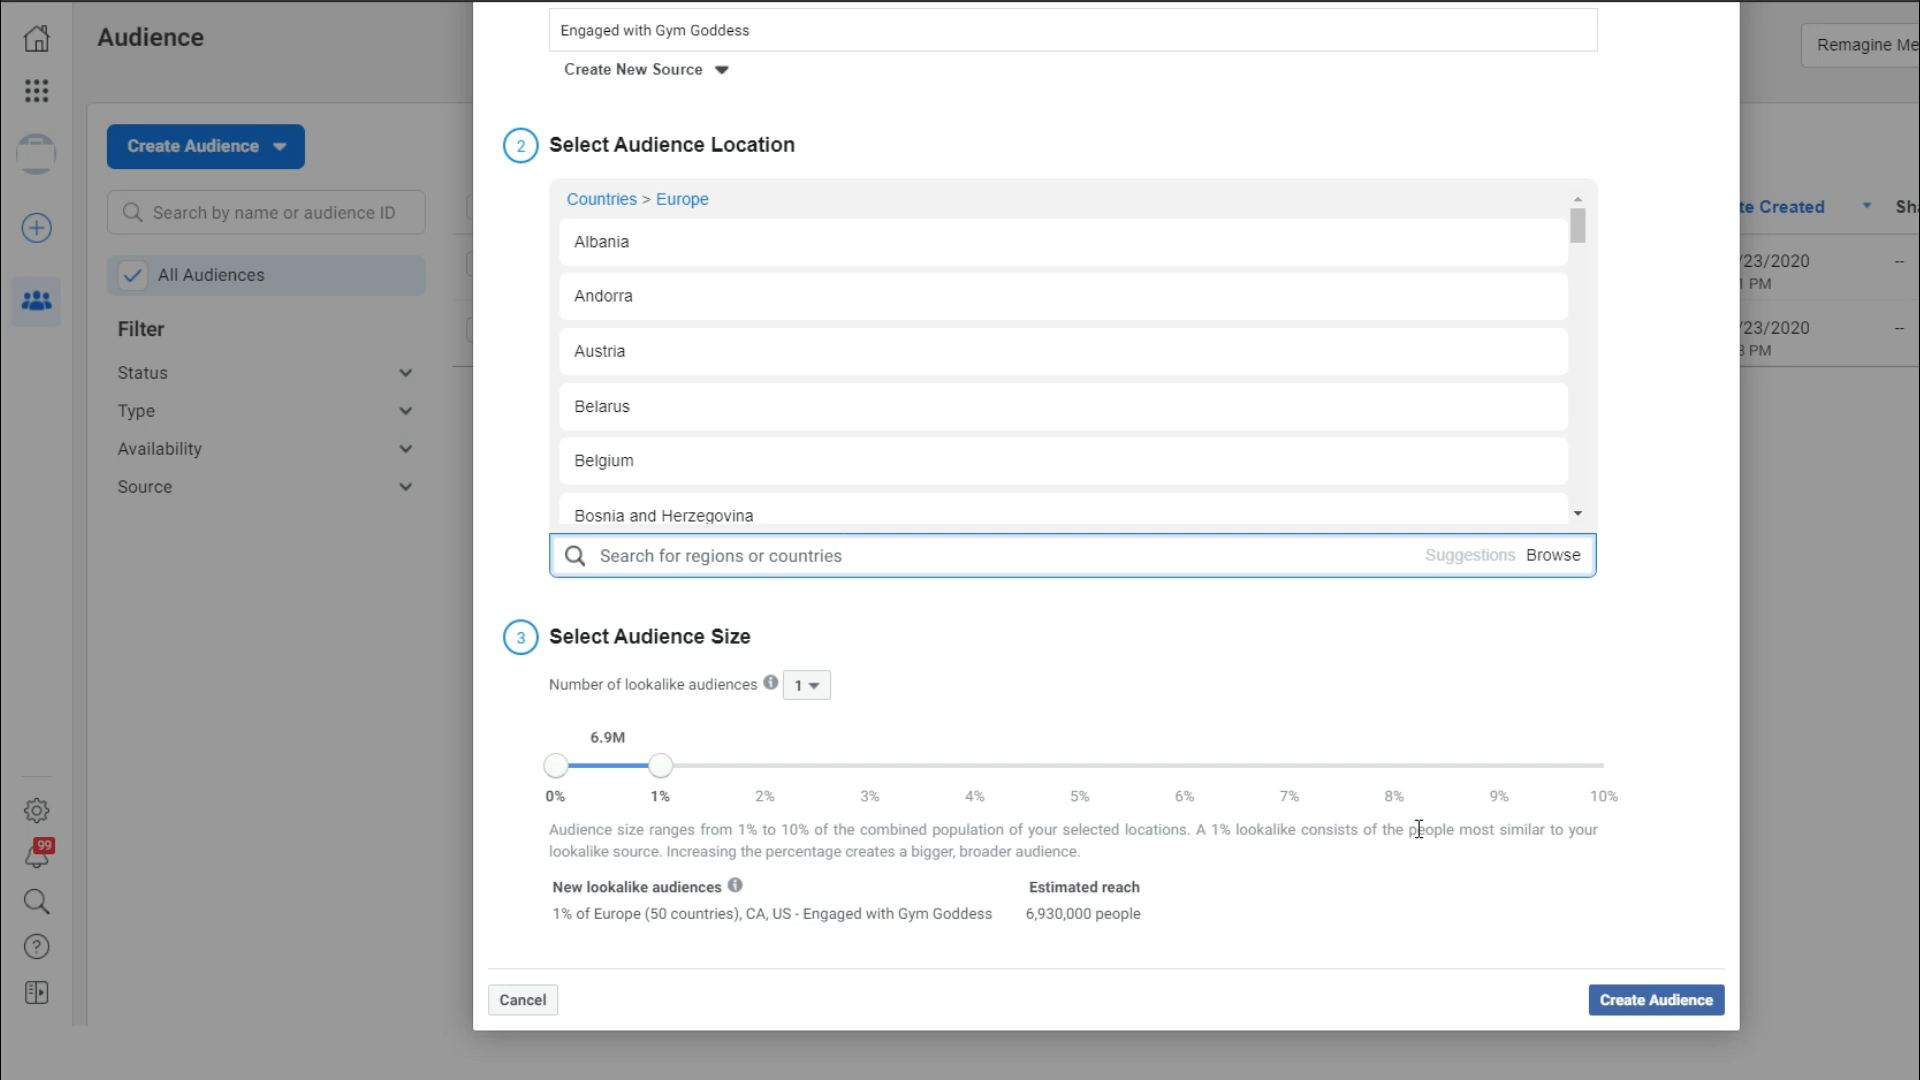 Audience
Engaged with Gym Goddess
Remagine Me
Create New Source
Create Audience
2
Select Audience Location
Search by name or audience ID
Countries > Europe
te Created
Sha
Albania
/23/2020
--
1 PM
All Audiences
Andorra
Filter
/23/2020
--
3 PM
Austria
Status
Type
Belarus
Availability
Belgium
Source
Bosnia and Herzegovina
Search for regions or countries
Suggestions
Browse
3
Select Audience Size
Number of lookalike audiences
1
6.9M
0% 1% 2% 3% 4% 5% 6% 7% 8% 9% 10%
Audience size ranges from 1% to 10% of the combined population of your selected locations. A 1% lookalike consists of the people most similar to your
lookalike source. Increasing the percentage creates a bigger, broader audience.
99
New lookalike audiences
Estimated reach
1% of Europe (50 countries), CA, US - Engaged with Gym Goddess
6,930,000 people
Cancel
Create Audience